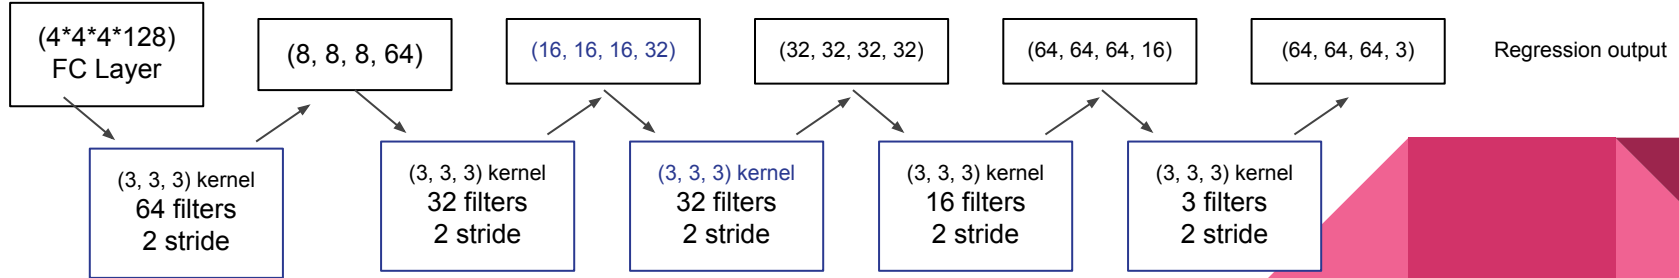 (4*4*4*128)
FC Layer
(8, 8, 8, 64)
(16, 16, 16, 32)
(32, 32, 32, 32)
(64, 64, 64, 16)
(64, 64, 64, 3)
Regression output
(3, 3, 3) kernel
64 filters
2 stride
(3, 3, 3) kernel
32 filters
2 stride
(3, 3, 3) kernel
32 filters
2 stride
(3, 3, 3) kernel
16 filters
2 stride
(3, 3, 3) kernel
3 filters
2 stride